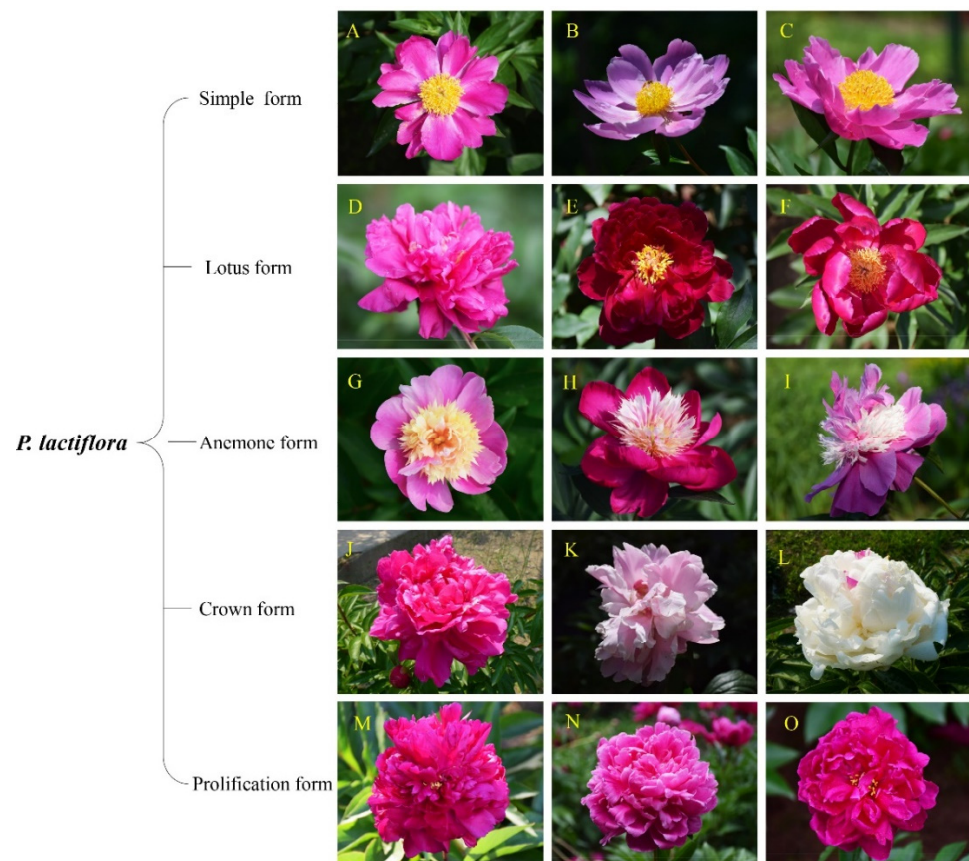 A B C
Simple form
D E F
Lotus form
G H I
P. lactiflora
Anemone form
J K L
Crown form
M N O
Prolification form